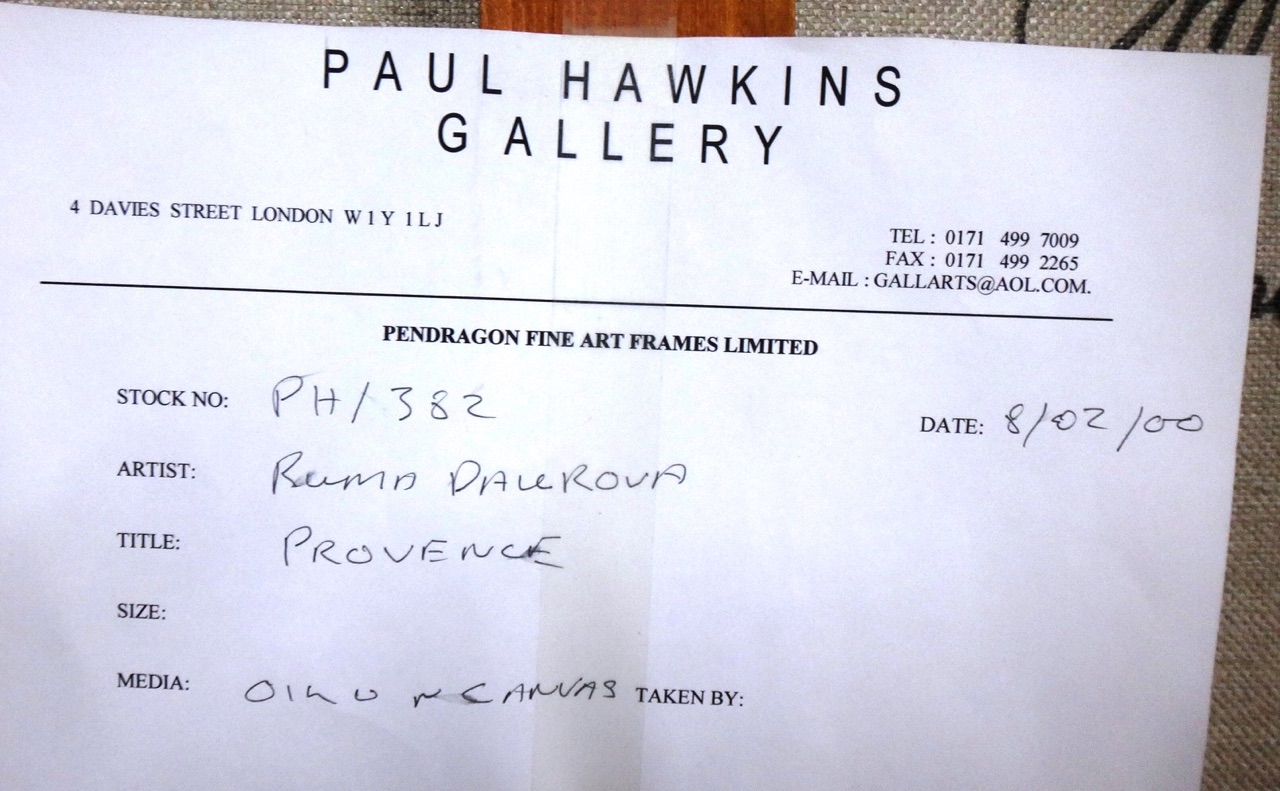 PAUL HAWKINS
GALLERY
4 DAVIES STREET LONDON W1Y 1LJ
TEL : 0171 499 7009
FAX : 0171 499 2265
E-MAIL : GALLARTS@AOL.COM.
PENDRAGON FINE ART FRAMES LIMITED
STOCK NO: PH/382
DATE: 8/02/00
ARTIST:
TITLE: PROVENCE
SIZE:
MEDIA: OIL ON CANVAS TAKEN BY: